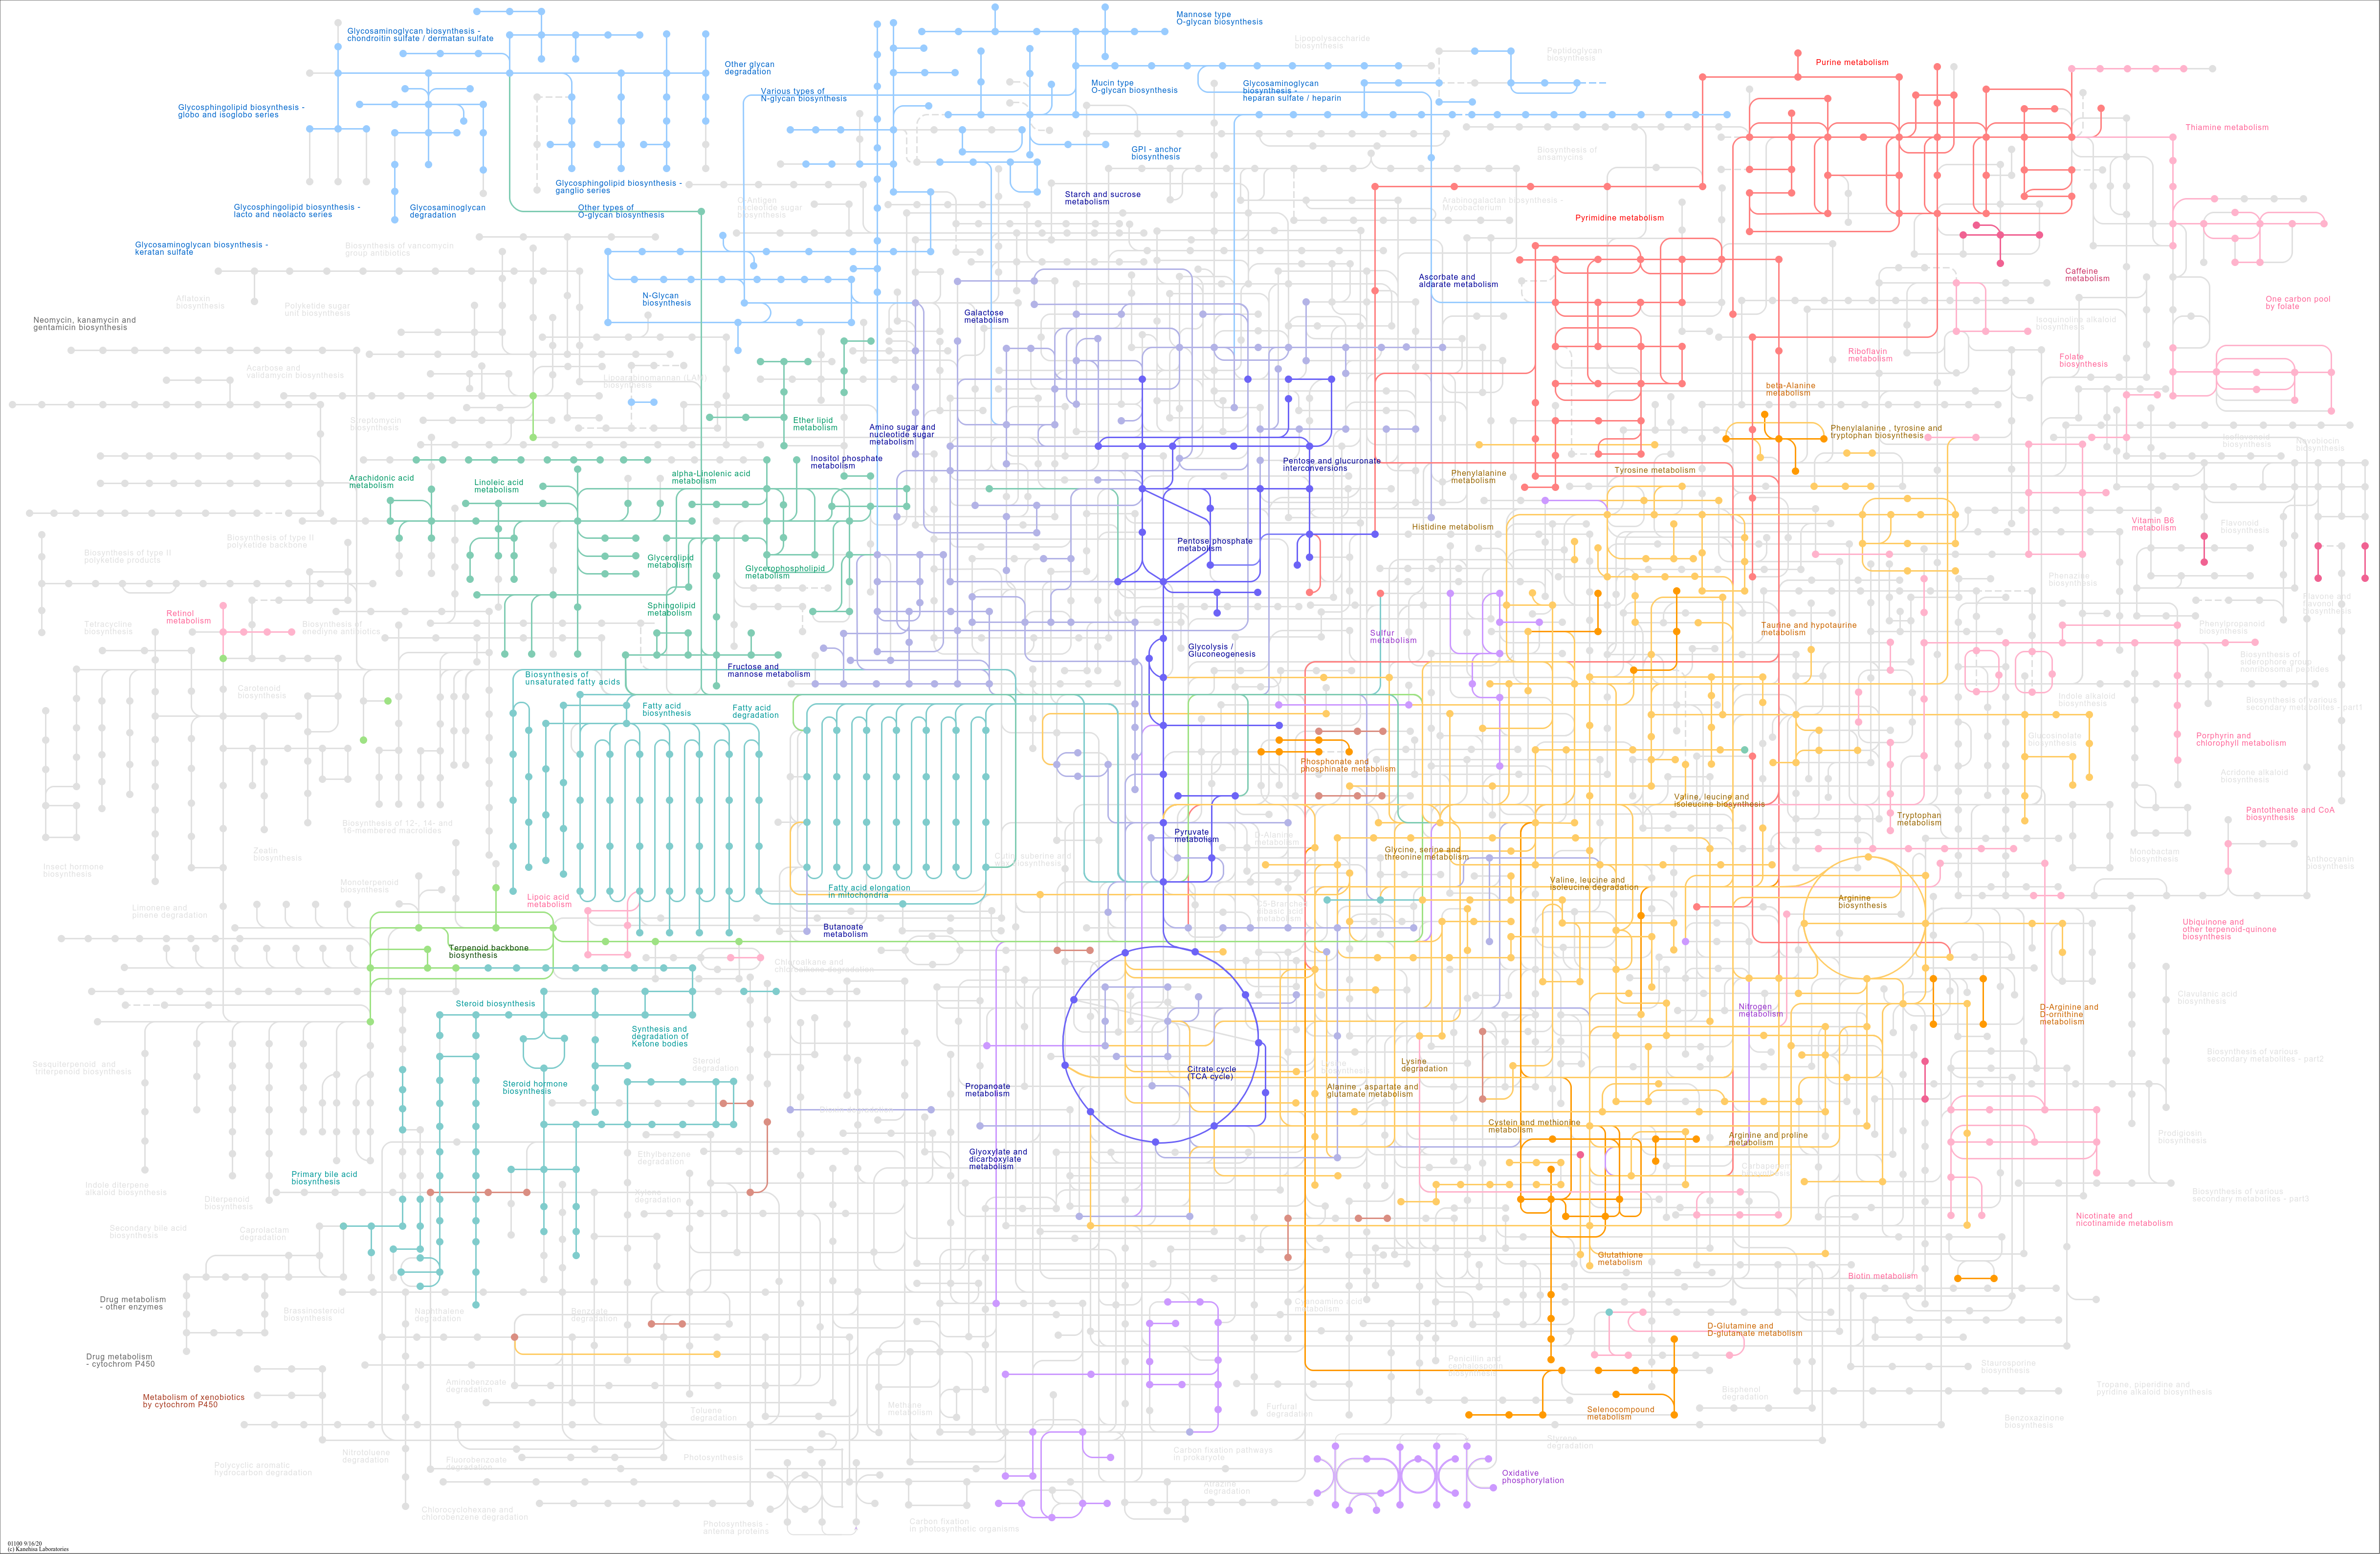 Glycosaminoglycan biosynthesis -
chondroitin sulfate / dermatan sulfate
Mannose type
O-glycan biosynthesis
Lipopolysaccharide
biosynthesis
Peptidoglycan
biosynthesis
Purine metabolism
Other glycan
degradation
Various types of
N-glycan biosynthesis
Mucin type
O-glycan biosynthesis
Glycosaminoglycan
biosynthesis -
heparan sulfate / heparin
Glycosphingolipid biosynthesis -
globo and isoglobo series
Thiamine metabolism
GPI - anchor
biosynthesis
Biosynthesis of
ansamycins
Glycosphingolipid biosynthesis -
ganglio series
Starch and sucrose
metabolism
O-Antigen
nucleotide sugar
biosynthesis
Arabinogalactan biosynthesis -
Mycobacterium
Glycosphingolipid biosynthesis -
lacto and neolacto series
Glycosaminoglycan
degradation
Other types of
O-glycan biosynthesis
Pyrimidine metabolism
Glycosaminoglycan biosynthesis -
keratan sulfate
Biosynthesis of vancomycin
group antibiotics
Caffeine
metabolism
Ascorbate and
aldarate metabolism
Aflatoxin
biosynthesis
Polyketide sugar
unit biosynthesis
N-Glycan
biosynthesis
One carbon pool
by folate
Neomycin, kanamycin and
gentamicin biosynthesis
Galactose
metabolism
Isoquinoline alkaloid
biosynthesis
Riboflavin
metabolism
Folate
biosynthesis
Acarbose and
validamycin biosynthesis
Lipoarabinomannan (LAM)
biosynthesis
beta-Alanine
metabolism
Streptomycin
biosynthesis
Ether lipid
metabolism
Amino sugar and
nucleotide sugar
metabolism
Phenylalanine , tyrosine and
tryptophan biosynthesis
Isoflavonoid
biosynthesis
Novobiocin
biosynthesis
Inositol phosphate
metabolism
Pentose and glucuronate
interconversions
Arachidonic acid
metabolism
Linoleic acid
metabolism
alpha-Linolenic acid
metabolism
Phenylalanine
metabolism
Tyrosine metabolism
Histidine metabolism
Vitamin B6
metabolism
Flavonoid
biosynthesis
Biosynthesis of type II
polyketide products
Biosynthesis of type II
polyketide backbone
Pentose phosphate
metabolism
Glycerolipid
metabolism
Glycerophospholipid
metabolism
Phenazine
biosynthesis
Flavone and
flavonol
biosynthesis
Retinol
metabolism
Tetracycline
biosynthesis
Biosynthesis of
enediyne antibiotics
Sphingolipid
metabolism
Sulfur
metabolism
Taurine and hypotaurine
metabolism
Phenylpropanoid
biosynthesis
Glycolysis /
Gluconeogenesis
Biosynthesis of
siderophore group
nonribosomal peptides
Fructose and
mannose metabolism
Biosynthesis of
unsaturated fatty acids
Carotenoid
biosynthesis
Indole alkaloid
biosynthesis
Biosynthesis of various
secondary metabolites - part1
Fatty acid
biosynthesis
Fatty acid
degradation
Glucosinolate
biosynthesis
Porphyrin and
chlorophyll metabolism
Phosphonate and
phosphinate metabolism
Acridone alkaloid
biosynthesis
Valine, leucine and
isoleucine biosynthesis
Pantothenate and CoA
biosynthesis
Biosynthesis of 12-, 14- and
16-membered macrolides
Tryptophan
metabolism
Pyruvate
metabolism
D-Alanine
metabolism
Zeatin
biosynthesis
Glycine, serine and
threonine metabolism
Monobactam
biosynthesis
Anthocyanin
biosynthesis
Insect hormone
biosynthesis
Monoterpenoid
biosynthesis
Fatty acid elongation
in mitochondria
Valine, leucine and
isoleucine degradation
Lipoic acid
metabolism
Arginine
biosynthesis
Limonene and
pinene degradation
C5-Branched
dibasic acid
metabolism
Butanoate
metabolism
Ubiquinone and
other terpenoid-quinone
biosynthesis
Terpenoid backbone
biosynthesis
Chloroalkane and
chloroalkene degradation
Clavulanic acid
biosynthesis
Steroid biosynthesis
Nitrogen
metabolism
D-Arginine and
D-ornithine
metabolism
Synthesis and
degradation of
Ketone bodies
Biosynthesis of various
secondary metabolites - part2
Sesquiterpenoid and
triterpenoid biosynthesis
Steroid
degradation
Lysine
biosynthesis
Lysine
degradation
Citrate cycle
(TCA cycle)
Steroid hormone
biosynthesis
Propanoate
metabolism
Alanine , aspartate and
glutamate metabolism
Cystein and methionine
metabolism
Arginine and proline
metabolism
Prodigiosin
biosynthesis
Glyoxylate and
dicarboxylate
metabolism
Ethylbenzene
degradation
Carbapenem
biosynthesis
Primary bile acid
biosynthesis
Indole diterpene
alkaloid biosynthesis
Diterpenoid
biosynthesis
Xylene
degradation
Biosynthesis of various
secondary metabolites - part3
Nicotinate and
nicotinamide metabolism
Secondary bile acid
biosynthesis
Caprolactam
degradation
Glutathione
metabolism
Biotin metabolism
Drug metabolism
- other enzymes
Brassinosteroid
biosynthesis
Naphthalene
degradation
Benzoate
degradation
Cyanoamino acid
metabolism
D-Glutamine and
D-glutamate metabolism
Drug metabolism
- cytochrom P450
Penicillin and
cephalosporin
biosynthesis
Staurosporine
biosynthesis
Aminobenzoate
degradation
Bisphenol
degradation
Tropane, piperidine and
pyridine alkaloid biosynthesis
Metabolism of xenobiotics
by cytochrom P450
Toluene
degradation
Methane
metabolism
Furfural
degradation
Selenocompound
metabolism
Benzoxazinone
biosynthesis
Styrene
degradation
Nitrotoluene
degradation
Polycyclic aromatic
hydrocarbon degradation
Fluorobenzoate
degradation
Photosynthesis
Carbon fixation pathways
in prokaryote
Oxidative
phosphorylation
Atrazine
degradation
Chlorocyclohexane and
chlorobenzene degradation
Photosynthesis -
antenna proteins
Carbon fixation
in photosynthetic organisms
01100 9/16/20
(c) Kanehisa Laboratories